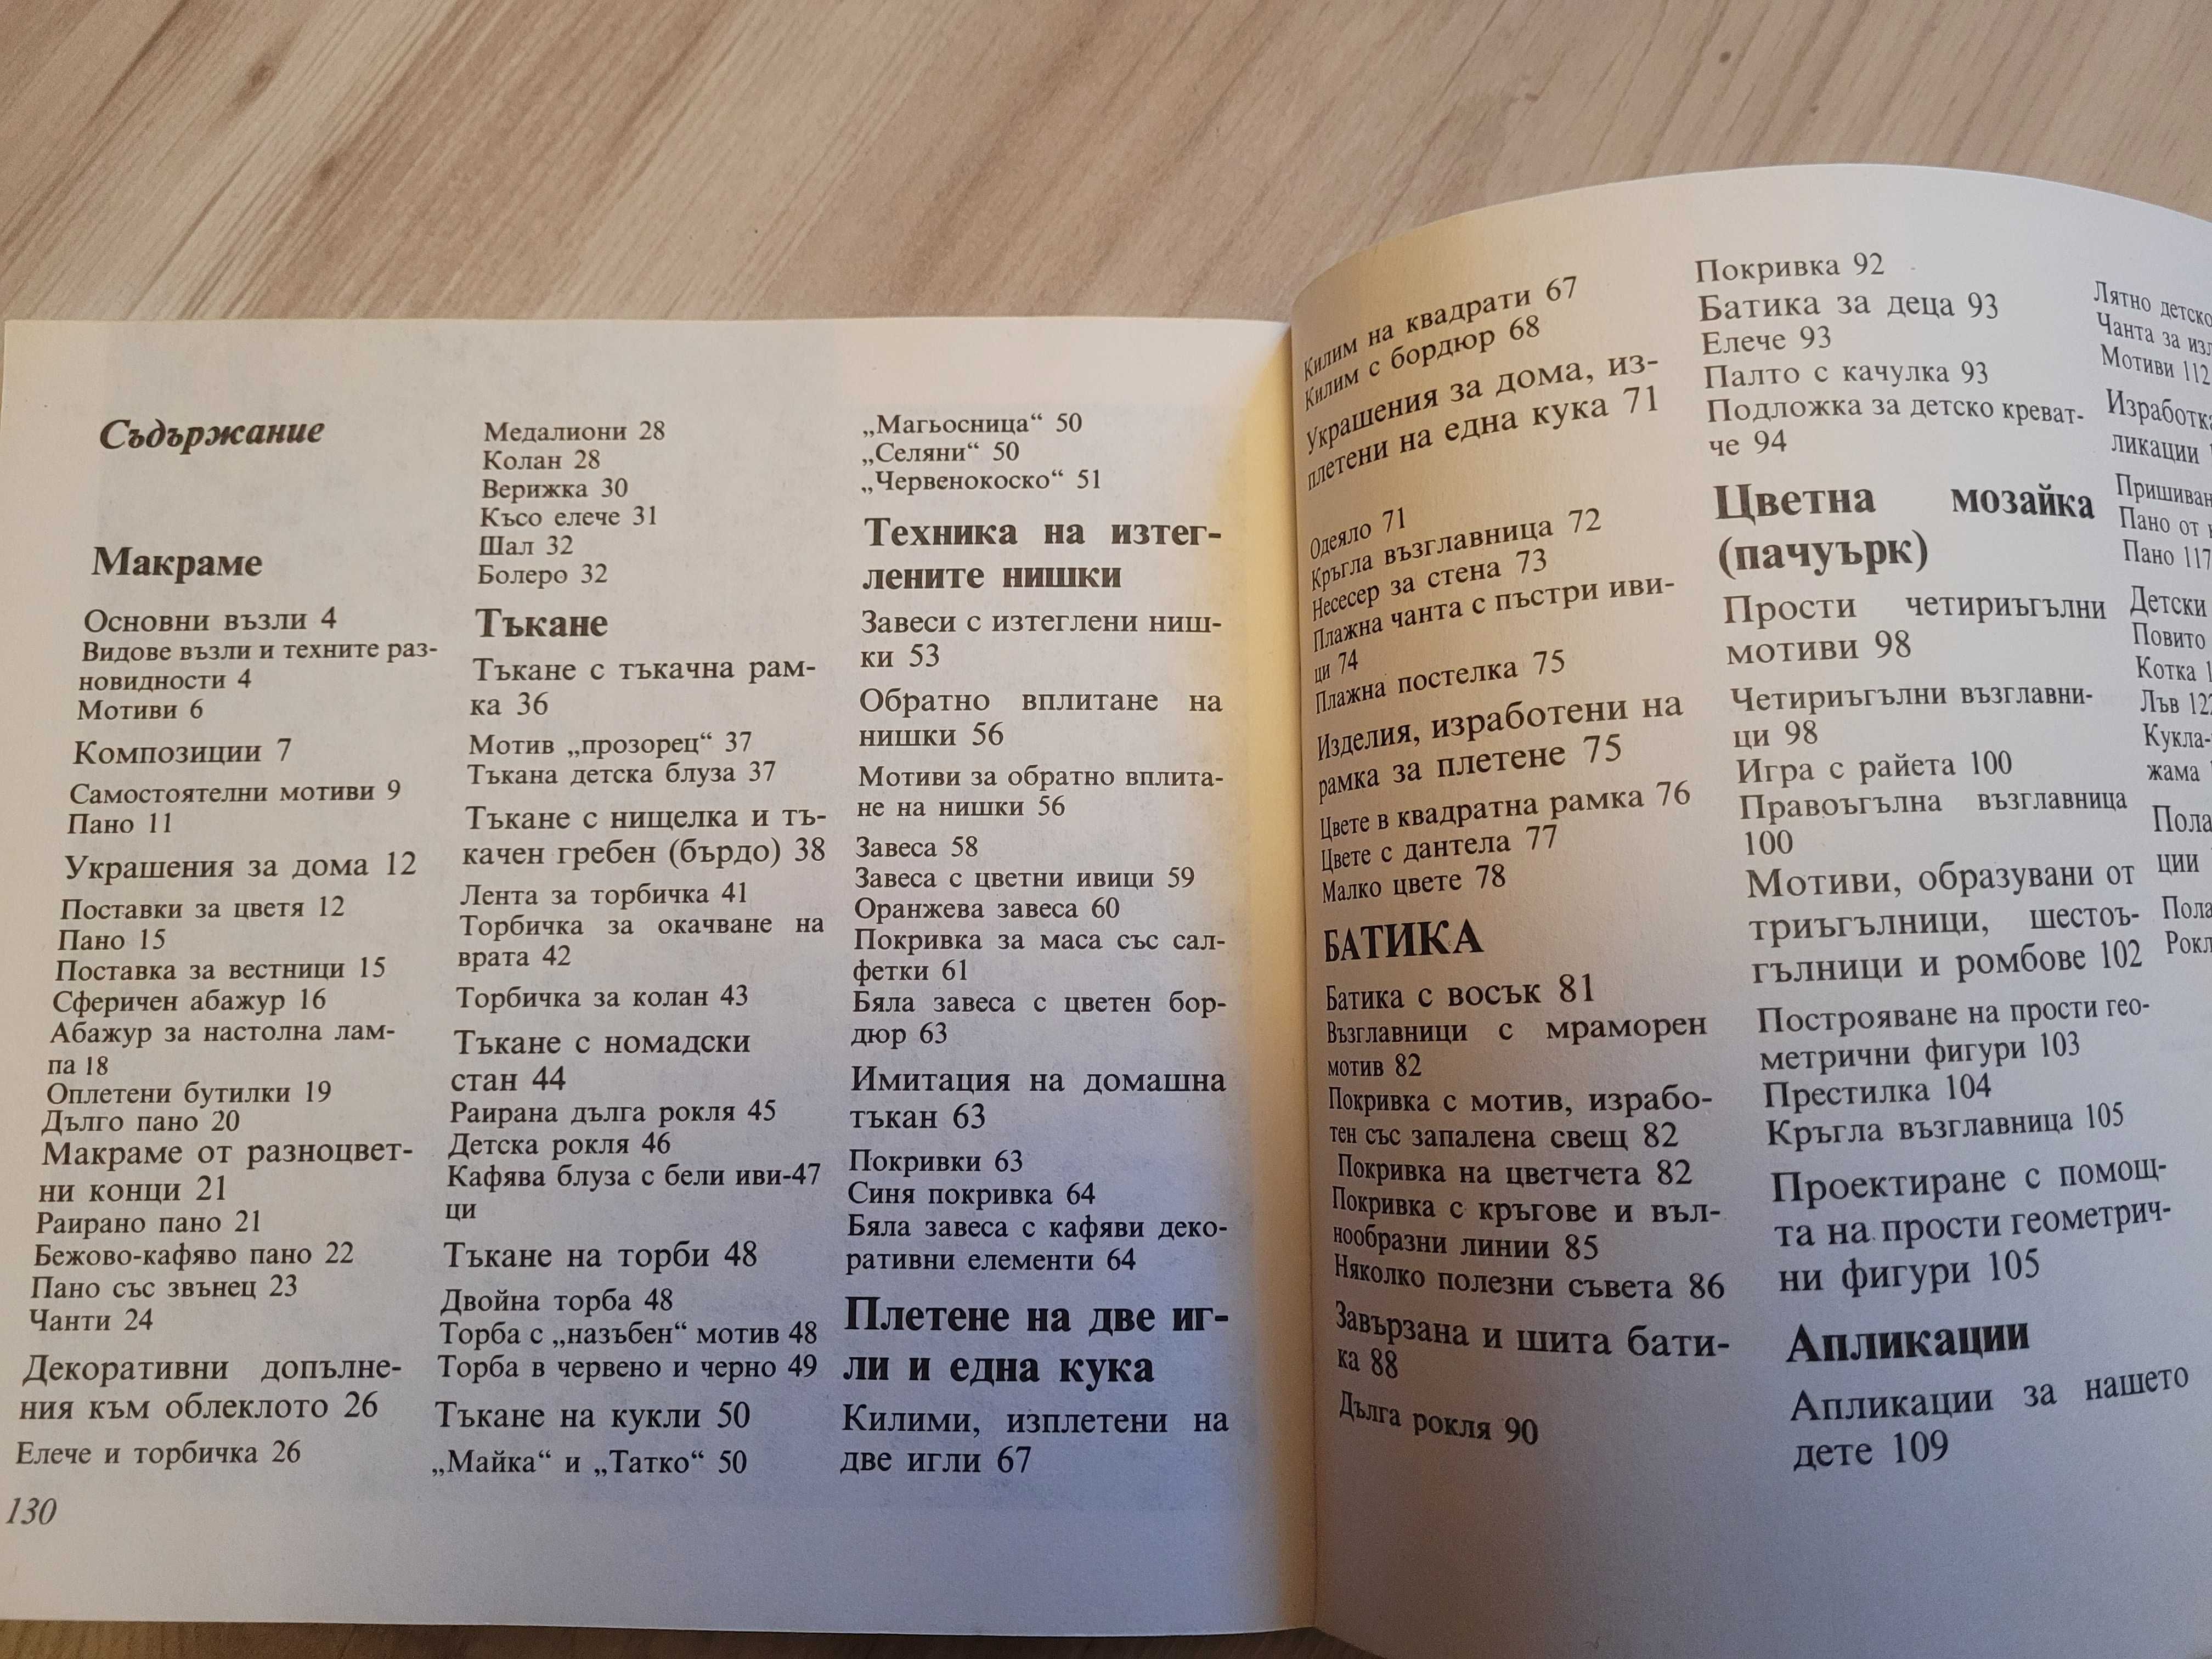 Съдържание
Макраме
Основни възли 4
Видове възли и техните раз-
новидности 4
Мотиви 6
Композиции 7
Самостоятелни мотиви 9
Пано 11
Украшения за дома 12
Поставки за цветя 12
Пано 15
Поставка за вестници 15
Сферичен абажур 16
Абажур за настолна лам-
па 18
Оплетени бутилки 19
Дълго пано 20
Макраме от разноцвет-
ни конци 21
Раирано пано 21
Бежово-кафяво пано 22
Пано със звънец 23
Чанти 24
Декоративни допълне-
ния към облеклото 26
Елече и торбичка 26
130
Медалиони 28
Колан 28
Верижка 30
Късо елече 31
Шал 32
Болеро 32
Тъкане
Тъкане с тъкачна рам-
ка 36
Мотив „прозорец“ 37
Тъкана детска блуза 37
Тъкане с нищелка и тъ-
качен гребен (бърдо) 38
Лента за торбичка 41
Торбичка за окачване на
врата 42
Торбичка за колан 43
Тъкане с номадски
стан 44
Раирана дълга рокля 45
Детска рокля 46
Кафява блуза с бели иви-47
ци
Тъкане на торби 48
Двойна торба 48
Торба с „назъбен“ мотив 48
Торба в червено и черно 49
Тъкане на кукли 50
„Майка“ и „Татко“ 50
„Магьосница“ 50
„Селяни“ 50
„Червенокоско“ 51
Техника на изтег-
лените нишки
Завеси с изтеглени ниш-
ки 53
Обратно вплитане на
нишки 56
Мотиви за обратно вплита-
не на нишки 56
Завеса 58
Завеса с цветни ивици 59
Оранжева завеса 60
Покривка за маса със сал-
фетки 61
Бяла завеса с цветен бор-
дюр 63
Имитация на домашна
тъкан 63
Покривки 63
Синя покривка 64
Бяла завеса с кафяви деко-
ративни елементи 64
Плетене на две иг-
ли и една кука
Килими, изплетени на
две игли 67
Килим на квадрати 67
Килим с бордюр 68
Украшения за дома, из-
плетени на една кука 71
Одеяло 71
Кръгла възглавница 72
Несесер за стена 73
Плажна чанта с пъстри иви-
ци 74
Плажна постелка 75
Изделия, изработени на
рамка за плетене 75
Цвете в квадратна рамка 76
Цвете с дантела 77
Малко цвете 78
БАТИКА
Батика с восък 81
Възглавници с мраморен
мотив 82
Покривка с мотив, израбо-
тен със запалена свещ 82
Покривка на цветчета 82
Покривка с кръгове и въл-
нообразни линии 85
Няколко полезни съвета 86
Завързана и шита бати-
ка 88
Дълга рокля 90
Покривка 92
Батика за деца 93
Елече 93
Палто с качулка 93
Подложка за детско креват-
че 94
Цветна мозайка
(пачуърк)
Прости четириъгълни
мотиви 98
Четириъгълни възглавни-
ци 98
Игра с райета 100
Правоъгълна възглавница
100
Мотиви, образувани от
триъгълници, шестоъ-
гълници и ромбове 102
Построяване на прости гео-
метрични фигури 103
Престилка 104
Кръгла възглавница 105
Проектиране с помощ-
та на прости геометрич-
ни фигури 105
Апликации
Апликации за нашето
дете 109
Лятно детско
Чанта за
Мотиви 112
ликации
Пано от
Пано 117
Детски
Повито
Котка
Лъв
Кукла-
жама
Пола
ции